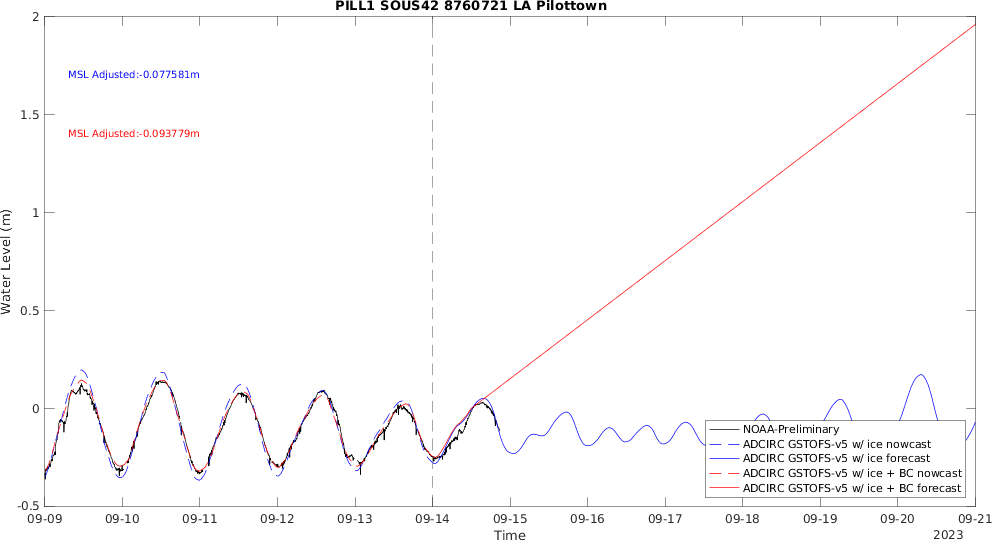 PILL1 SOUS42 8760721 LA Pilottown
MSL Adjusted:-0.077581m
MSL Adjusted:-0.093779m
Water Level (m)
2
1.5
1
0.5
0
-0.5
NOAA-Preliminary
ADCIRC GSTOFS-v5 w/ ice nowcast
ADCIRC GSTOFS-v5 w/ ice forecast
ADCIRC GSTOFS-v5 w/ ice + BC nowcast
ADCIRC GSTOFS-v5 w/ ice + BC forecast
09-09 09-10 09-11 09-12 09-13 09-14 09-15 09-16 09-17 09-18 09-19 09-20 09-21
Time
2023